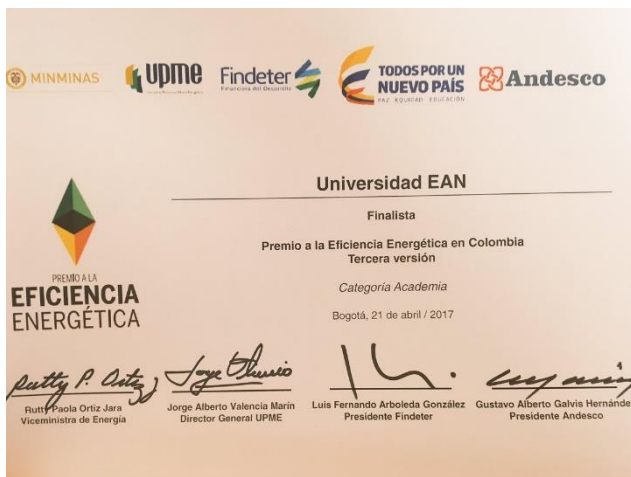 MINMINAS
upme
Findeter
Financiera del Desarrollo
TODOS POR UN
NUEVO PAÍS
PAZ EQUIDAD EDUCACIÓN
Andesco
Universidad EAN
Finalista
Premio a la Eficiencia Energética en Colombia
Tercera versión
Categoría Academia
Bogotá, 21 de abril / 2017
PREMIO A LA
EFICIENCIA
ENERGÉTICA
Rutty P. Ortiz J
Rutty Paola Ortiz Jara
Viceministra de Energía
Jorge Alberto Valencia Marín
Director General UPME
Luis Fernando Arboleda González
Presidente Findeter
Gustavo Alberto Galvis Hernánde
Presidente Andesco